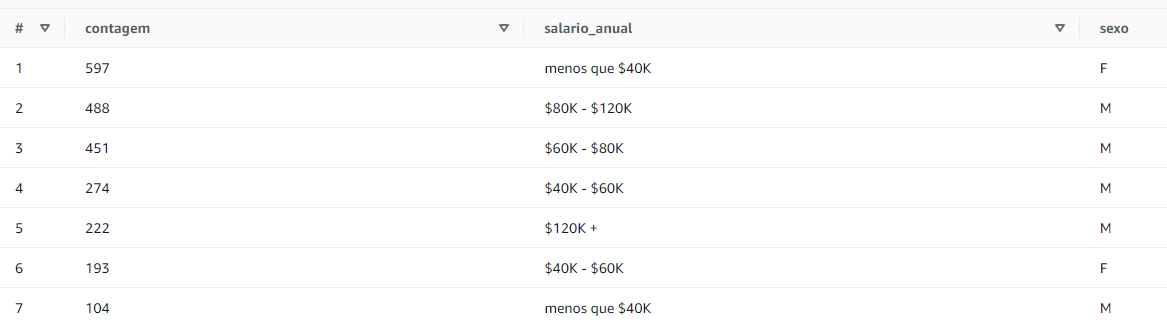 # contagem salario_anual sexo
1 597 menos que $40K F
2 488 $80K - $120K M
3 451 $60K - $80K M
4 274 $40K - $60K M
5 222 $120K + M
6 193 $40K - $60K F
7 104 menos que $40K M